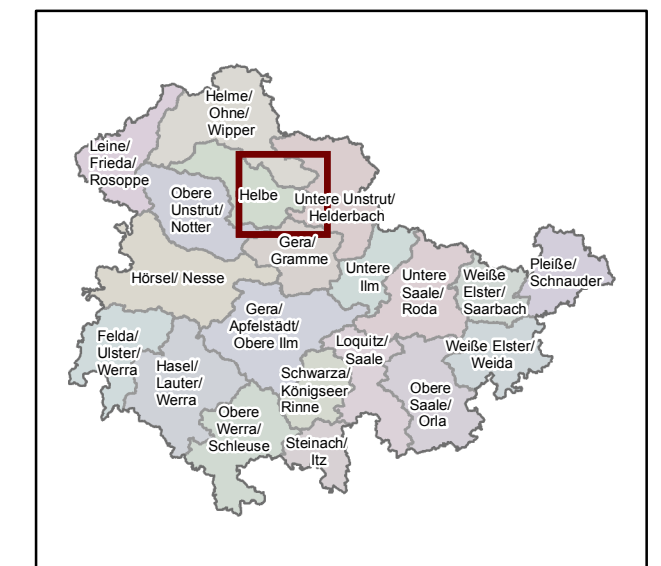 Helme/
Ohne/
Wipper
Leine/
Frieda/
Rosoppe
Obere
Unstrut/
Notter
Helbe
Untere Unstrut/
Helderbach
Gera/
Gramme
Hörsel/ Nesse
Untere
Ilm
Untere
Saale/
Roda
Weiße
Elster/
Saarbach
Pleiße/
Schnauder
Felda/
Ulster/
Werra
Hasel/
Lauter/
Werra
Gera/
Apfelstädt/
Obere Ilm
Loquitz/
Saale
Weiße Elster/
Weida
Schwarza/
Königseer
Rinne
Obere
Saale/
Orla
Obere
Werra/
Schleuse
Steinach/
Itz